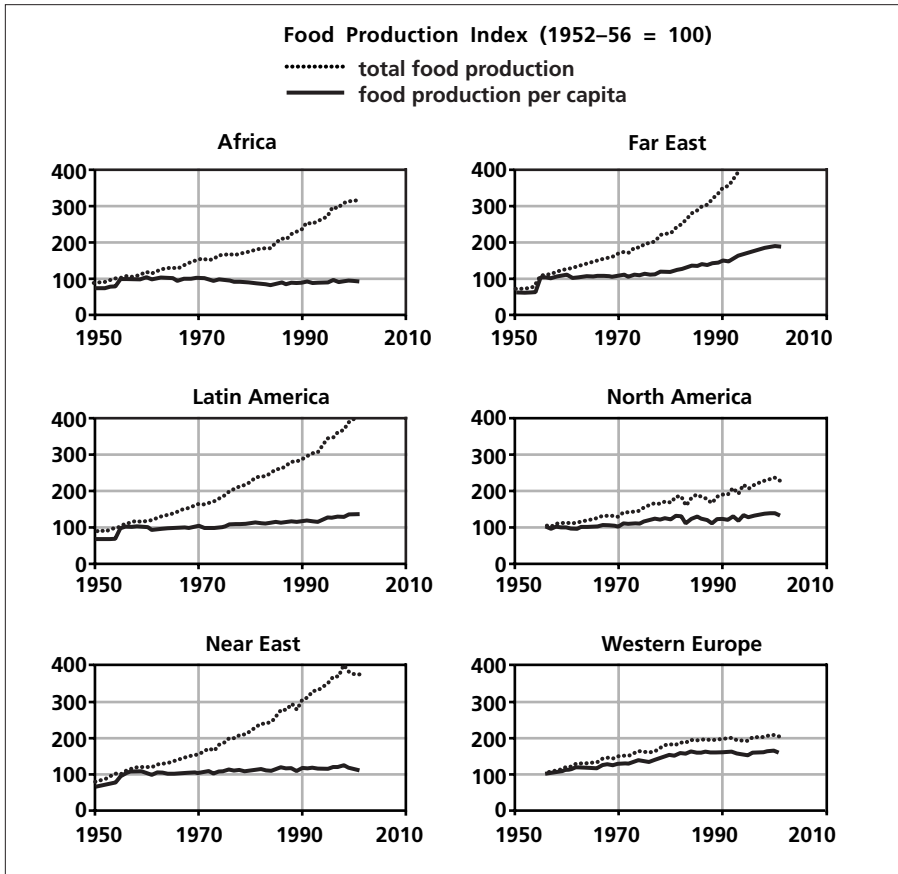 Food Production Index (1952–56 = 100)
total food production
food production per capita
Africa
400
300
200
100
0
1950 1970 1990 2010
Far East
400
300
200
100
0
1950 1970 1990 2010
Latin America
400
300
200
100
0
1950 1970 1990 2010
North America
400
300
200
100
0
1950 1970 1990 2010
Near East
400
300
200
100
0
1950 1970 1990 2010
Western Europe
400
300
200
100
0
1950 1970 1990 2010